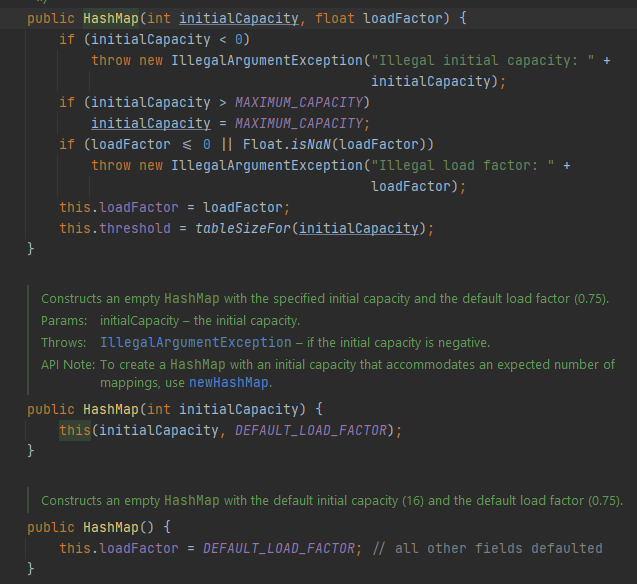 public HashMap(int initialCapacity, float loadFactor) {
if (initialCapacity < 0)
throw new IllegalArgumentException("Illegal initial capacity: " +
initialCapacity);
if (initialCapacity > MAXIMUM_CAPACITY)
initialCapacity = MAXIMUM_CAPACITY;
if (loadFactor ⩽ 0 || Float.isNaN(loadFactor))
throw new IllegalArgumentException("Illegal load factor: " +
loadFactor);
this.loadFactor = loadFactor;
this.threshold = tableSizeFor(initialCapacity);
}
Constructs an empty HashMap with the specified initial capacity and the default load factor (0.75).
Params: initialCapacity – the initial capacity.
Throws: IllegalArgumentException – if the initial capacity is negative.
API Note: To create a HashMap with an initial capacity that accommodates an expected number of
mappings, use newHashMap.
public HashMap(int initialCapacity) {
this(initialCapacity, DEFAULT_LOAD_FACTOR);
}
Constructs an empty HashMap with the default initial capacity (16) and the default load factor (0.75).
public HashMap() {
this.loadFactor = DEFAULT_LOAD_FACTOR; // all other fields defaulted
}